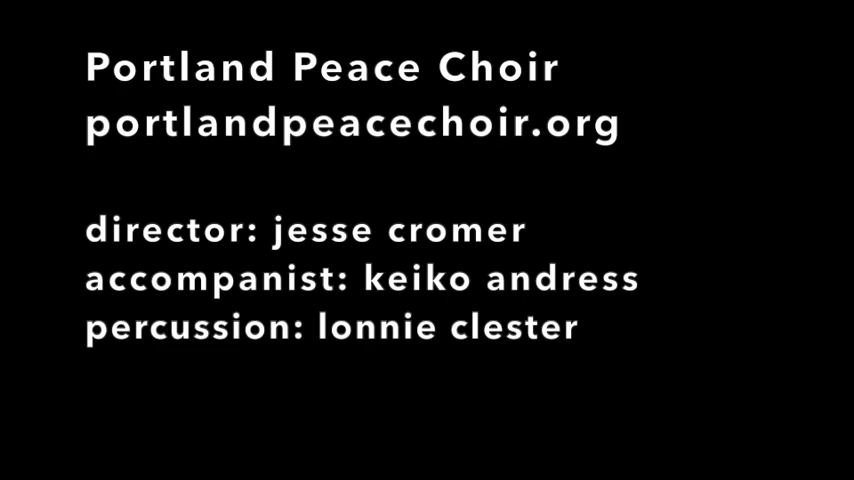 Portland Peace Choir
portlandpeacechoir.org
director: jesse cromer
accompanist: keiko andress
percussion: lonnie clester